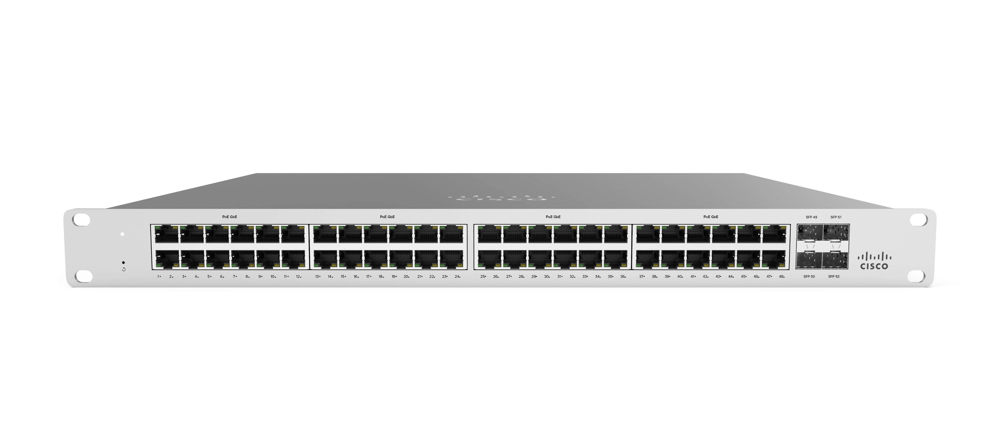 CISCO
PoE GbE PoE GbE PoE GbE PoE GbE SFP 49 SFP 51
CISCO
1 2 3 4 5 6 7 8 9 10 11 12 13 14 15 16 17 18 19 20 21 22 23 24 25 26 27 28 29 30 31 32 33 34 35 36 37 38 39 40 41 42 43 44 45 46 47 48 SFP 50 SFP 52